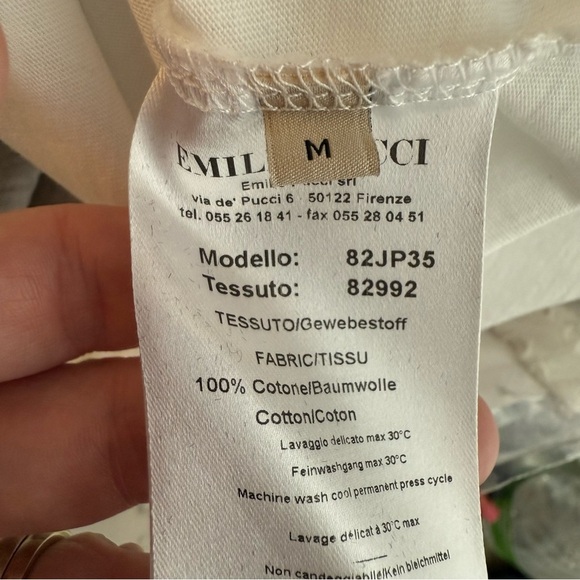 M
EMIL CCI
Emil cci srl
via de' Pucci 6 50122 Firenze
tel. 055 26 18 41 - fax 055 28 04 51
Modello: 82JP35
Tessuto: 82992
TESSUTO/Gewebestoff
FABRIC/TISSU
100% Cotone/Baumwolle
Cotton/Coton
Lavaggio delicato max 30°C
Feinwashgang max 30°C
Machine wash cool permanent press cycle
Lavage délicat à 30°C max
Non candeggiabile/Kein bleichmittel